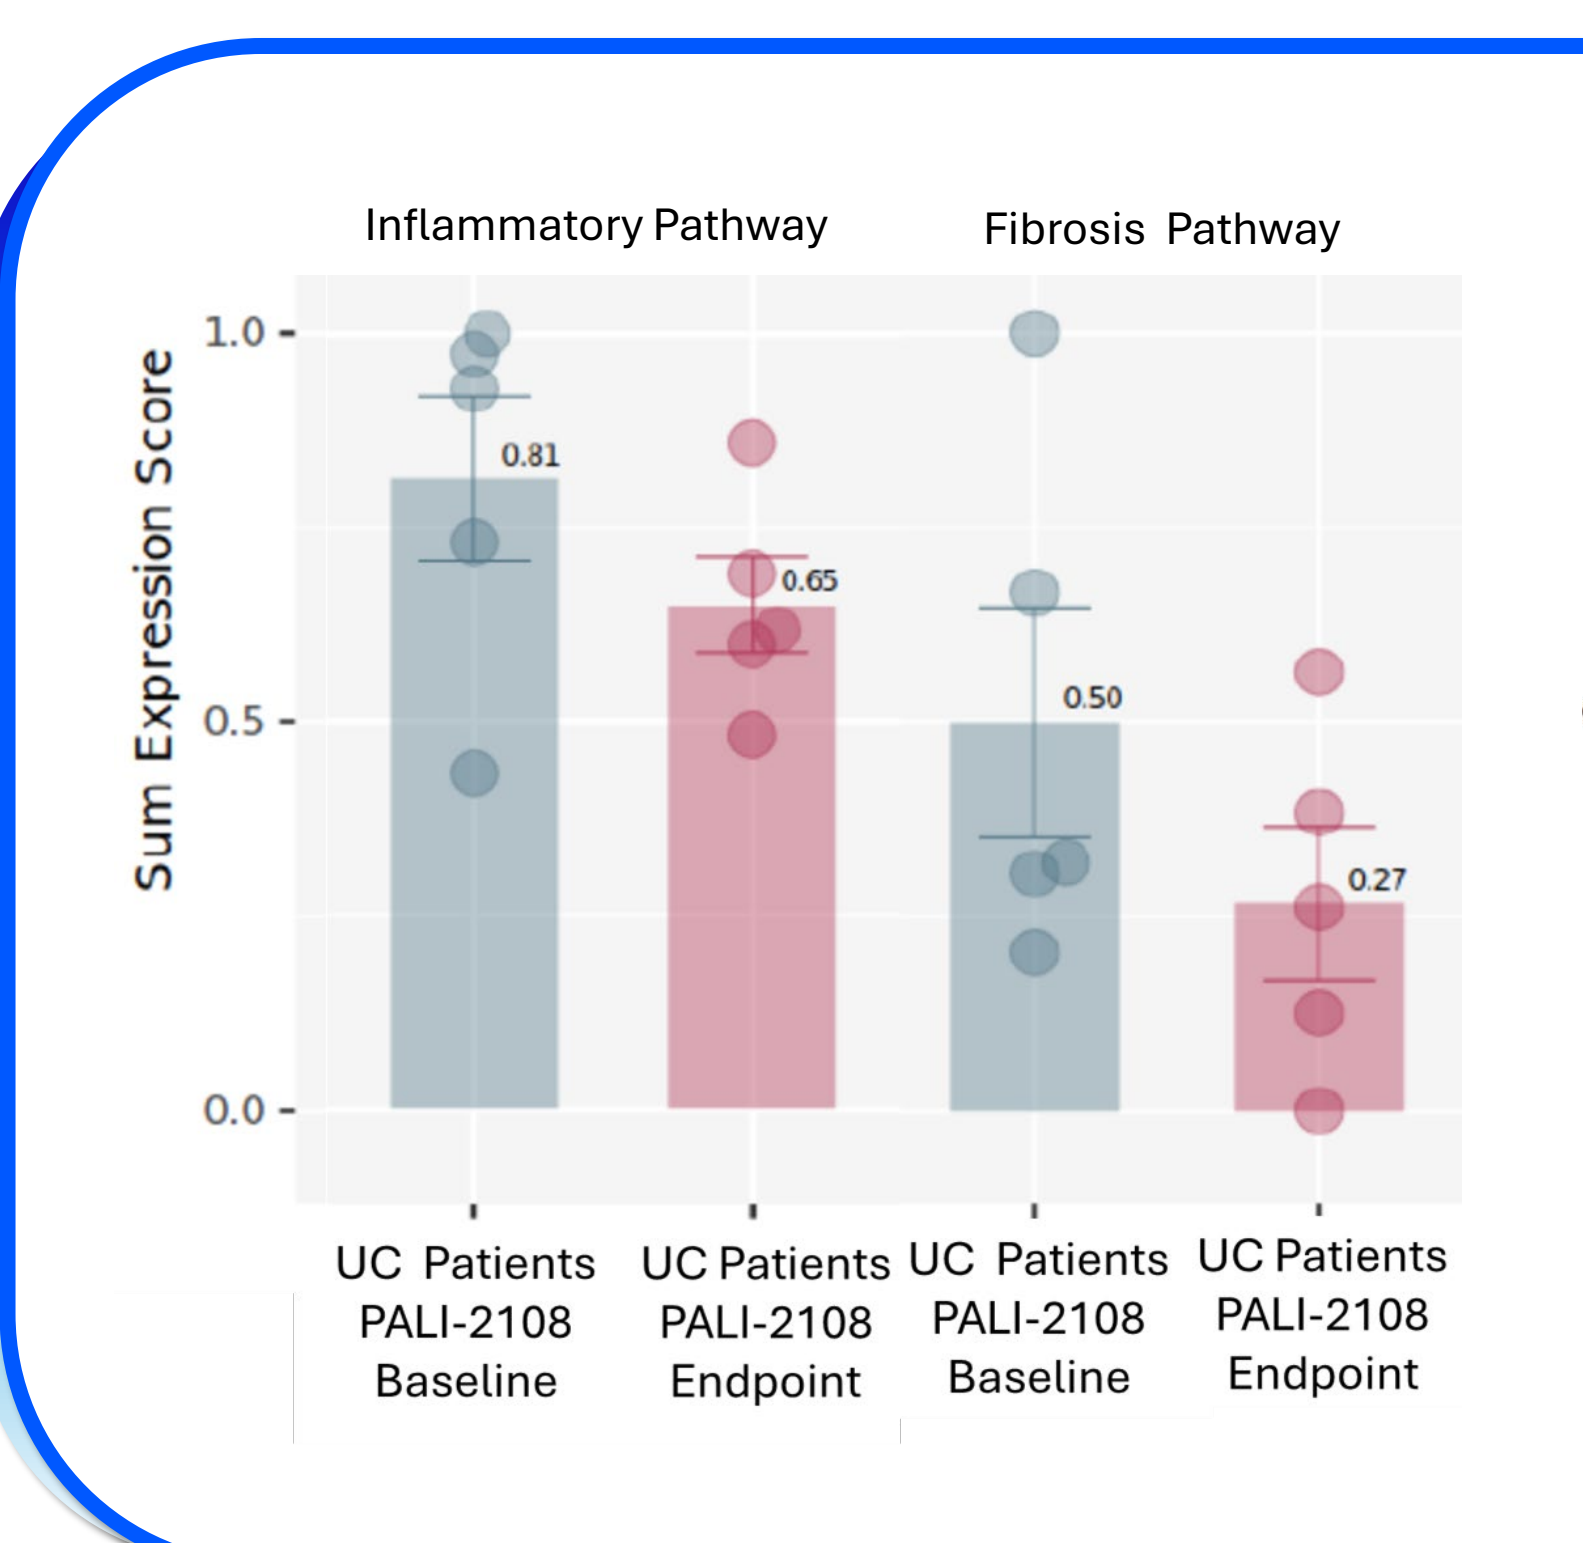 Inflammatory Pathway
Fibrosis Pathway
Sum Expression Score
1.0
0.5
0.0
0.81
0.65
0.50
0.27
UC Patients
PALI-2108
Baseline
UC Patients
PALI-2108
Endpoint
UC Patients
PALI-2108
Baseline
UC Patients
PALI-2108
Endpoint